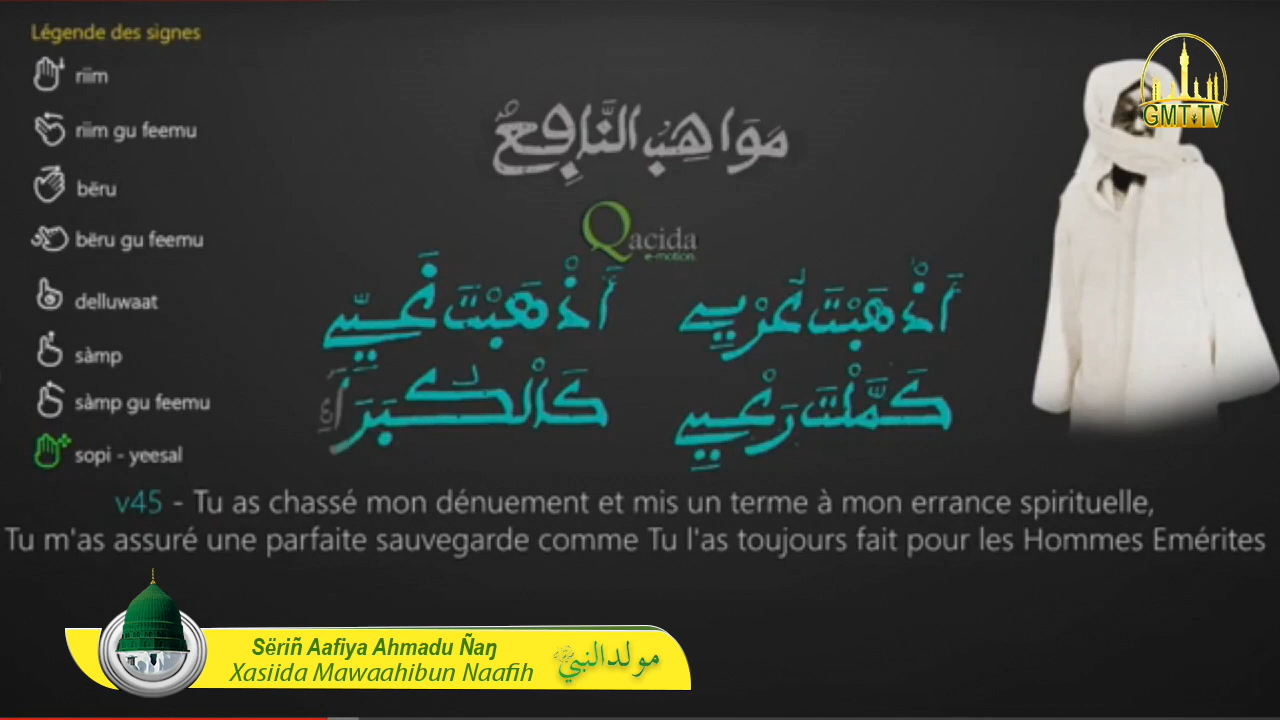 Légende des signes
riïm
riïm gu feemu
bëru
bëru gu feemu
delluwaat
sàmp
sàmp gu feemu
sopi - yeesal
GMT TV
مَوَاهِبُ النَّافِعُ
Qacida
e-motion.
أَذْهَبْتَ عُرْيِي أَذْهَبْتَ غَيِّي
كَمَّلْتَ رَعْيِي كَالْكُبَرَاءِ
v45 - Tu as chassé mon dénuement et mis un terme à mon errance spirituelle,
Tu m'as assuré une parfaite sauvegarde comme Tu l'as toujours fait pour les Hommes Emérites
Sëriñ Aafiya Ahmadu Ñaŋ
Xasiida Mawaahibun Naafih
مولد النبي